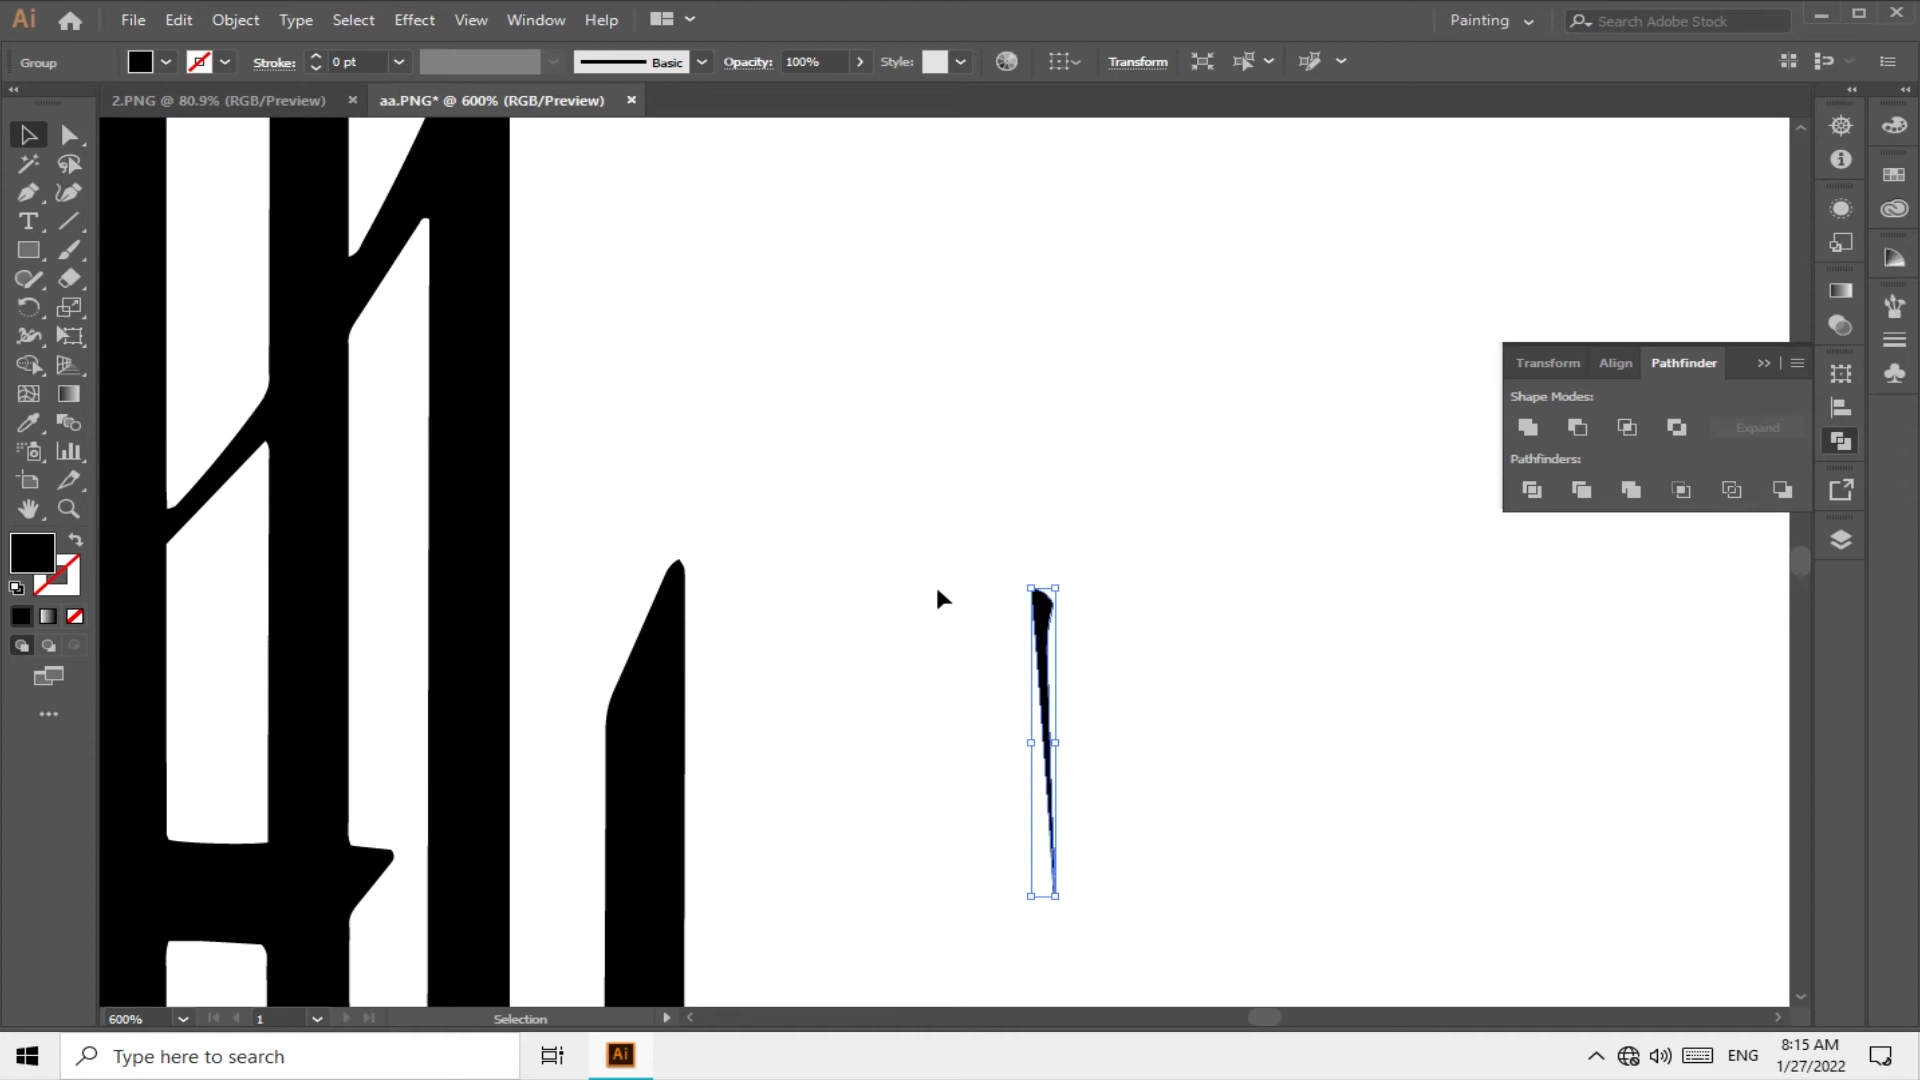 Ai File Edit Object Type Select Effect View Window Help Painting Search Adobe Stock
Group Stroke: 0 pt Basic Opacity: 100% Style: Transform
2.PNG @ 80.9% (RGB/Preview) × aa.PNG* @ 600% (RGB/Preview) ×
Transform Align Pathfinder
Shape Modes:
Expand
Pathfinders:
600% 1 Selection
Type here to search Ai ENG 8:15 AM
1/27/2022